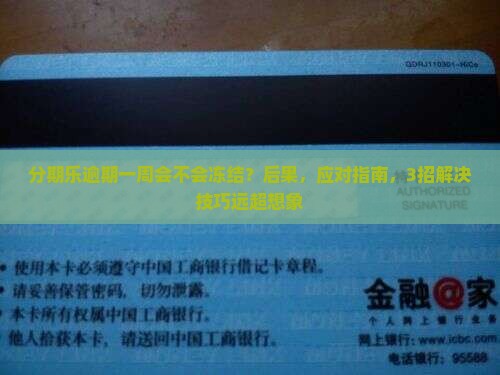 GDRJ110301-HiCo
分期乐逾期一周会不会冻结？后果，应对指南，3招解决
技巧远超想象
AUTHORIZED
SIGNATURE
• 使用本卡必须遵守中国工商银行借记卡章程。
• 请妥善保管密码，切勿泄露。
• 本卡所有权属中国工商银行。
• 他人拾获本卡，请送回中国工商银行。
金融@家
个人网上银行业务
网上银行：www.icbc.com
电话银行：95588